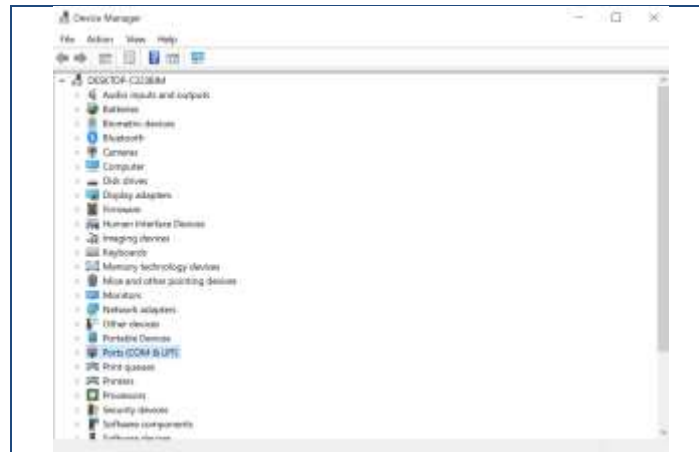 Device Manager
File Action View Help
Audio inputs and outputs
Batteries
Biometric devices
Bluetooth
Cameras
Computer
Disk drives
Display adapters
Firmware
Human Interface Devices
Imaging devices
Keyboards
Memory technology devices
Mice and other pointing devices
Monitors
Network adapters
Other devices
Portable Devices
Ports (COM & LPT)
Print queues
Printers
Processors
Security devices
Software components
Software devices